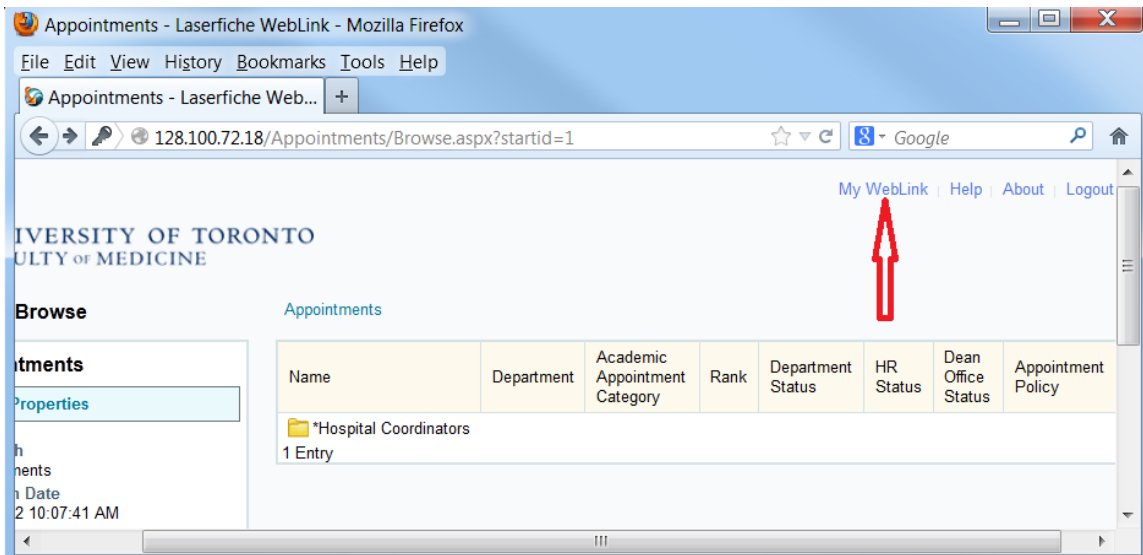 Appointments - Laserfiche WebLink - Mozilla Firefox
File Edit View History Bookmarks Tools Help
Appointments - Laserfiche Web... +
128.100.72.18/Appointments/Browse.aspx?startid=1
Google
My WebLink | Help | About | Logout
IVERSITY OF TORONTO
ULTY OF MEDICINE
Browse
Appointments
tments
Properties
h
nents
n Date
2 10:07:41 AM
Name
Department
Academic
Appointment
Category
Rank
Department
Status
HR
Status
Dean
Office
Status
Appointment
Policy
*Hospital Coordinators
1 Entry